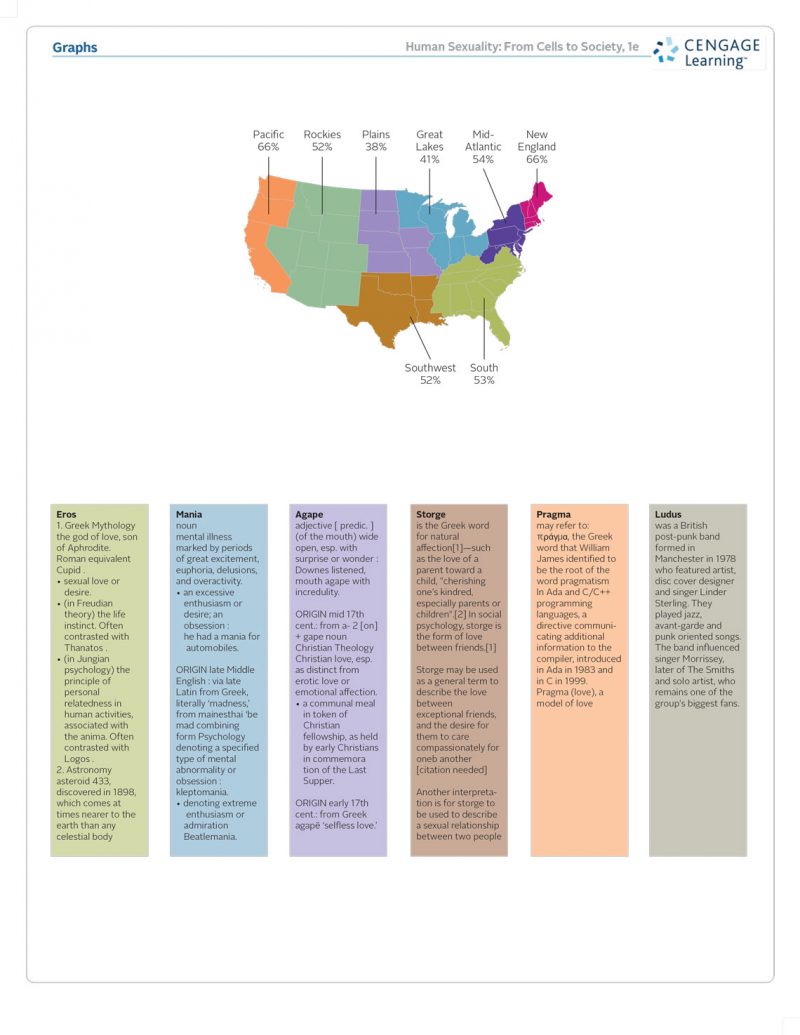 Graphs
Human Sexuality: From Cells to Society, 1e
CENGAGE
Learning™
Pacific
66%
Rockies
52%
Plains
38%
Great
Lakes
41%
Mid-
Atlantic
54%
New
England
66%
Southwest
52%
South
53%
Eros
1. Greek Mythology
the god of love, son
of Aphrodite.
Roman equivalent
Cupid .
• sexual love or
desire.
• (in Freudian
theory) the life
instinct. Often
contrasted with
Thanatos .
• (in Jungian
psychology) the
principle of
personal
relatedness in
human activities,
associated with
the anima. Often
contrasted with
Logos .
2. Astronomy
asteroid 433,
discovered in 1898,
which comes at
times nearer to the
earth than any
celestial body
Mania
noun
mental illness
marked by periods
of great excitement,
euphoria, delusions,
and overactivity.
• an excessive
enthusiasm or
desire; an
obsession :
he had a mania for
automobiles.
ORIGIN late Middle
English : via late
Latin from Greek,
literally ‘madness,’
from mainesthai ‘be
mad combining
form Psychology
denoting a specified
type of mental
abnormality or
obsession :
kleptomania.
• denoting extreme
enthusiasm or
admiration
Beatlemania.
Agape
adjective [ predic. ]
(of the mouth) wide
open, esp. with
surprise or wonder :
Downes listened,
mouth agape with
incredulity.
ORIGIN mid 17th
cent.: from a- 2 [on]
+ gape noun
Christian Theology
Christian love, esp.
as distinct from
erotic love or
emotional affection.
• a communal meal
in token of
Christian
fellowship, as held
by early Christians
in commemora
tion of the Last
Supper.
ORIGIN early 17th
cent.: from Greek
agapē ‘selfless love.’
Storge
is the Greek word
for natural
affection[1]—such
as the love of a
parent toward a
child, "cherishing
one's kindred,
especially parents or
children".[2] In social
psychology, storge is
the form of love
between friends.[1]
Storge may be used
as a general term to
describe the love
between
exceptional friends,
and the desire for
them to care
compassionately for
oneb another
[citation needed]
Another interpreta-
tion is for storge to
be used to describe
a sexual relationship
between two people
Pragma
may refer to:
πράγμα, the Greek
word that William
James identified to
be the root of the
word pragmatism
In Ada and C/C++
programming
languages, a
directive communi-
cating additional
information to the
compiler, introduced
in Ada in 1983 and
in C in 1999.
Pragma (love), a
model of love
Ludus
was a British
post-punk band
formed in
Manchester in 1978
who featured artist,
disc cover designer
and singer Linder
Sterling. They
played jazz,
avant-garde and
punk oriented songs.
The band influenced
singer Morrissey,
later of The Smiths
and solo artist, who
remains one of the
group's biggest fans.